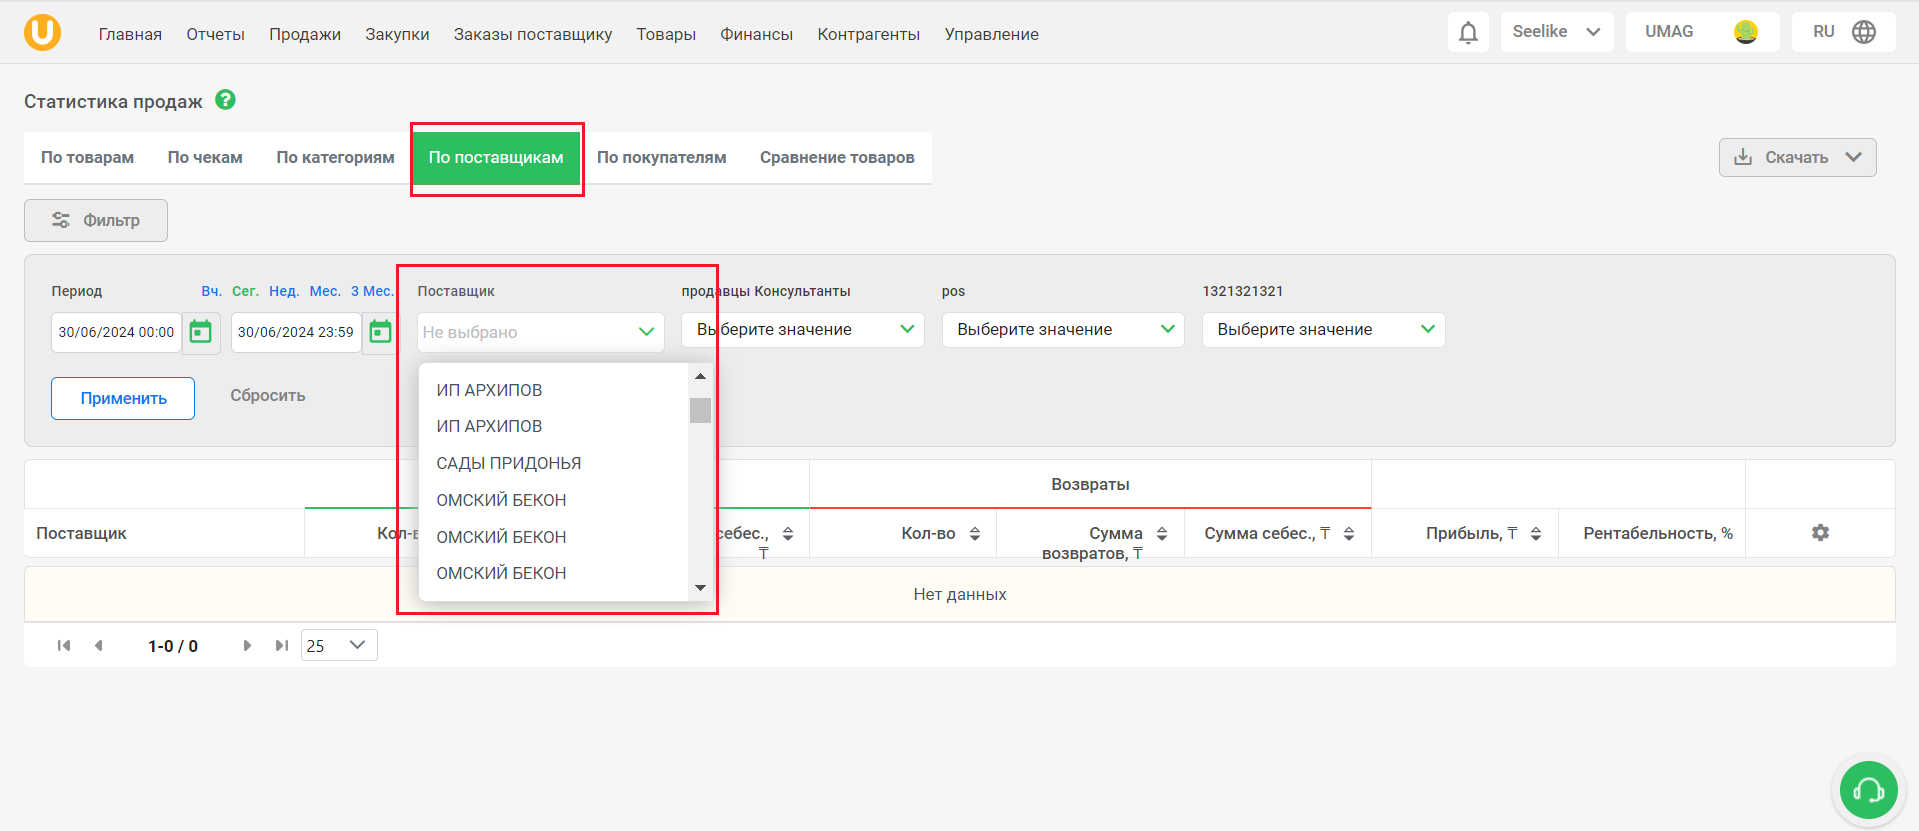 Главная Отчеты Продажи Закупки Заказы поставщику Товары Финансы Контрагенты Управление Seelike UMAG RU
Статистика продаж ?
По товарам По чекам По категориям По поставщикам По покупателям Сравнение товаров Скачать
Фильтр
Период Вч. Сег. Нед. Мес. 3 Мес. Поставщик продавцы Консультанты pos 1321321321
30/06/2024 00:00 30/06/2024 23:59 Не выбрано Выберите значение Выберите значение Выберите значение
Применить Сбросить
ИП АРХИПОВ
ИП АРХИПОВ
САДЫ ПРИДОНЬЯ
ОМСКИЙ БЕКОН
ОМСКИЙ БЕКОН
ОМСКИЙ БЕКОН
Возвраты
Поставщик Кол-в себес., ₸ Кол-во Сумма возвратов, ₸ Сумма себес., ₸ Прибыль, ₸ Рентабельность, %
Нет данных
1-0 / 0 25